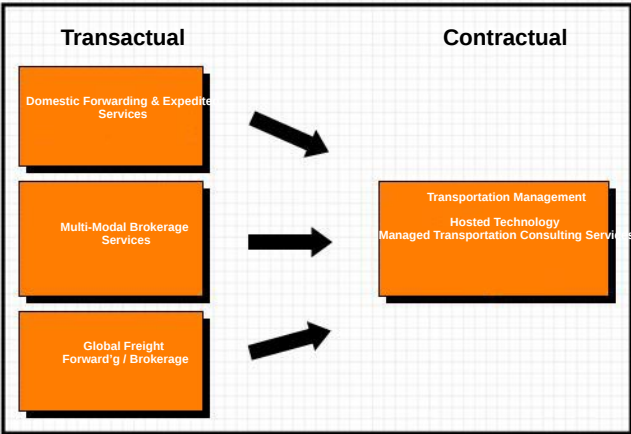 Transactual
Contractual
Domestic Forwarding & Expedite
Services
Multi-Modal Brokerage
Services
Global Freight
Forward'g / Brokerage
Transportation Management
Hosted Technology
Managed Transportation Consulting Services